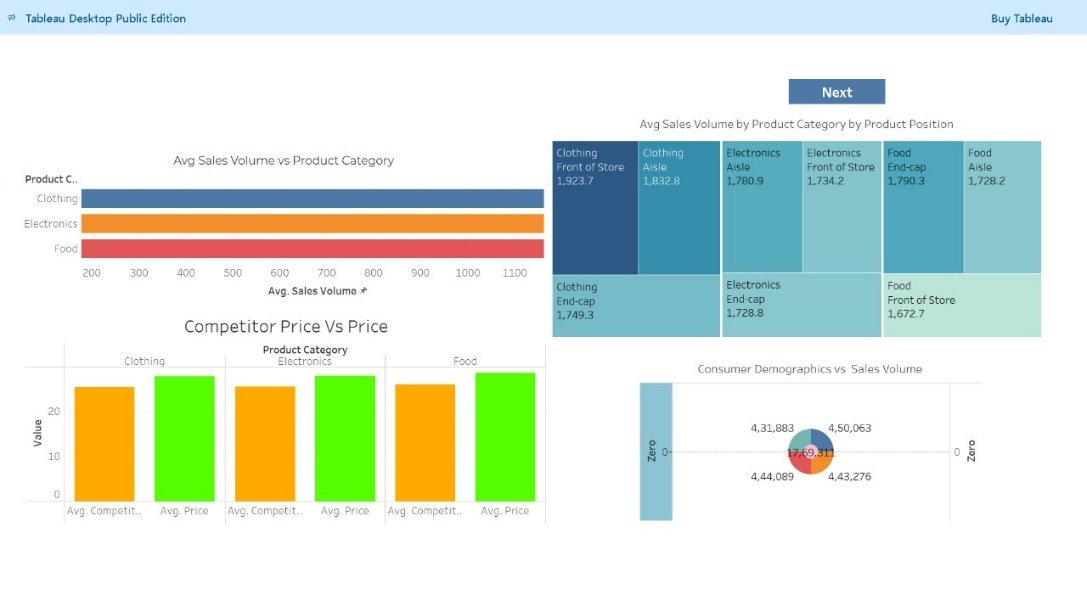 Tableau Desktop Public Edition
Buy Tableau
Next
Avg Sales Volume vs Product Category
Product C..
Clothing
Electronics
Food
200 300 400 500 600 700 800 900 1000 1100
Avg. Sales Volume
Competitor Price Vs Price
Product Category
Clothing Electronics Food
Value
20
10
0
Avg. Competit.. Avg. Price Avg. Competit.. Avg. Price Avg. Competit.. Avg. Price
Avg Sales Volume by Product Category by Product Position
Clothing
Front of Store
1,923.7
Clothing
Aisle
1,832.8
Clothing
End-cap
1,749.3
Electronics
Aisle
1,780.9
Electronics
Front of Store
1,734.2
Electronics
End-cap
1,728.8
Food
End-cap
1,790.3
Food
Aisle
1,728.2
Food
Front of Store
1,672.7
Consumer Demographics vs Sales Volume
Zero
0
4,31,883 4,50,063
17,69,311
4,44,089 4,43,276
0
Zero